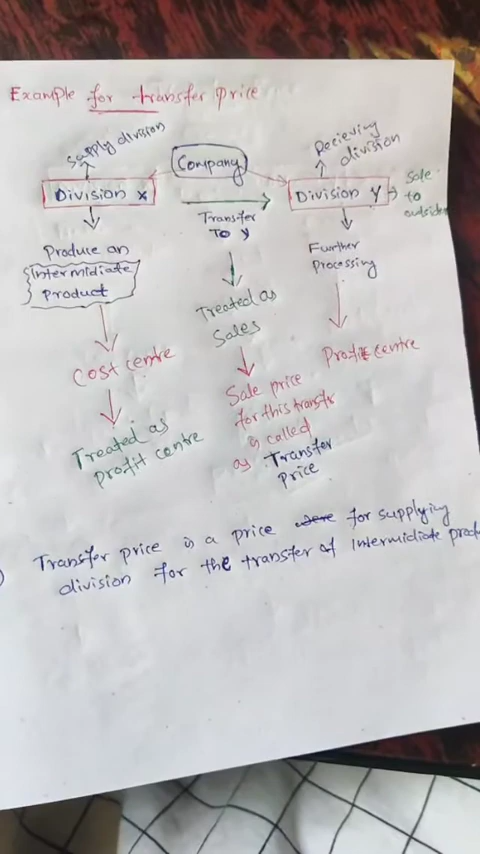 Example for transfer price
Supply division
Company
Recieving
division
Division X
Division Y
Sale
to
outside
Transfer
To y
Produce an
Intermidiate
Product
Further
Processing
Treated as
Sales
Cost centre
Profit centre
Sale price
for this transfer
is called
as Transfer
price
Treated as
profit centre
Transfer price is a price for supplying
division for the transfer of Intermidiate